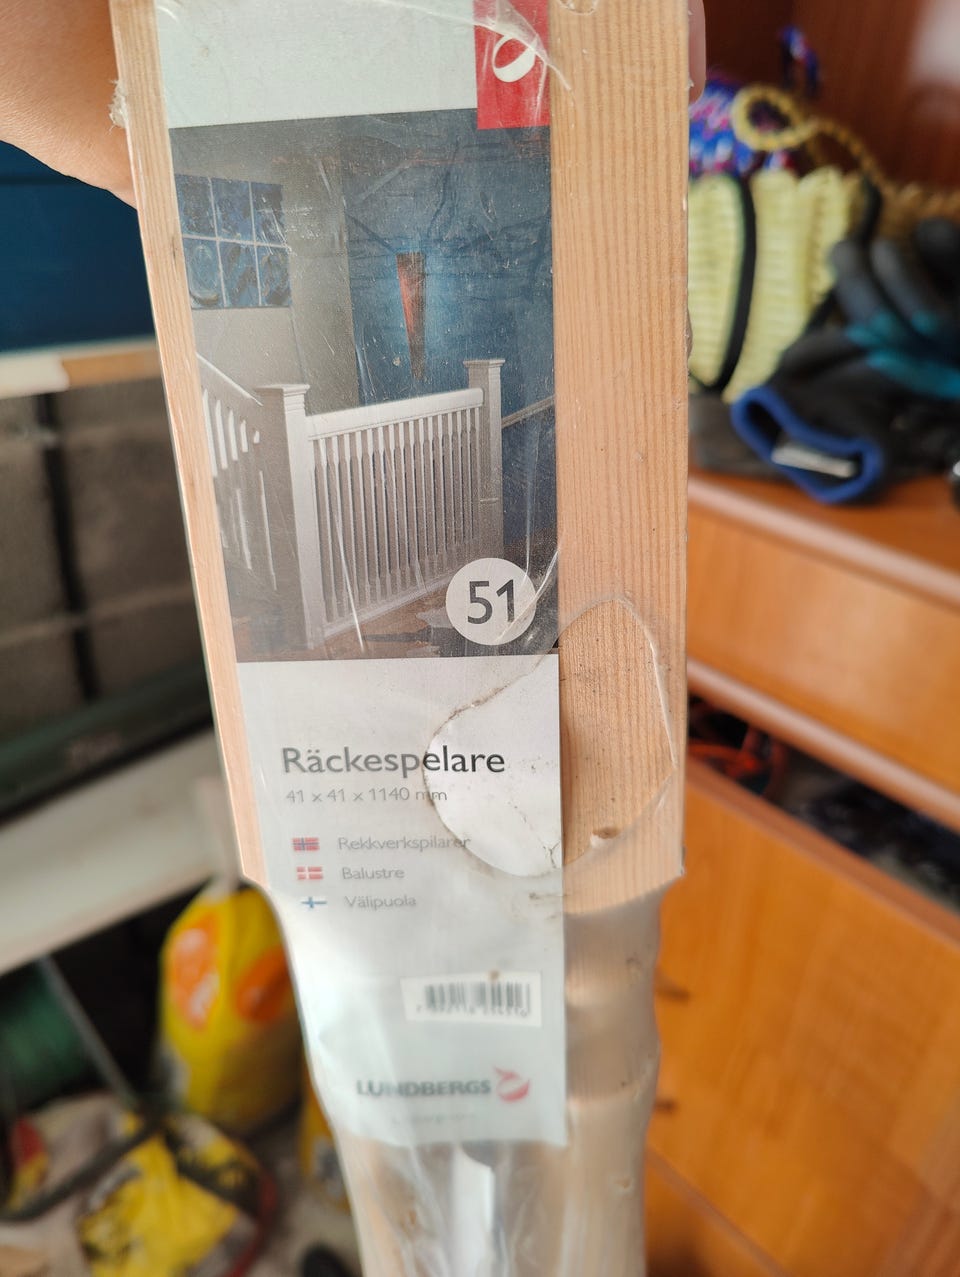 51
Räckespelare
41 x 41 x 1140 mm
Rekkverkspilarer
Balustre
Välipuola
LUNDBERGS